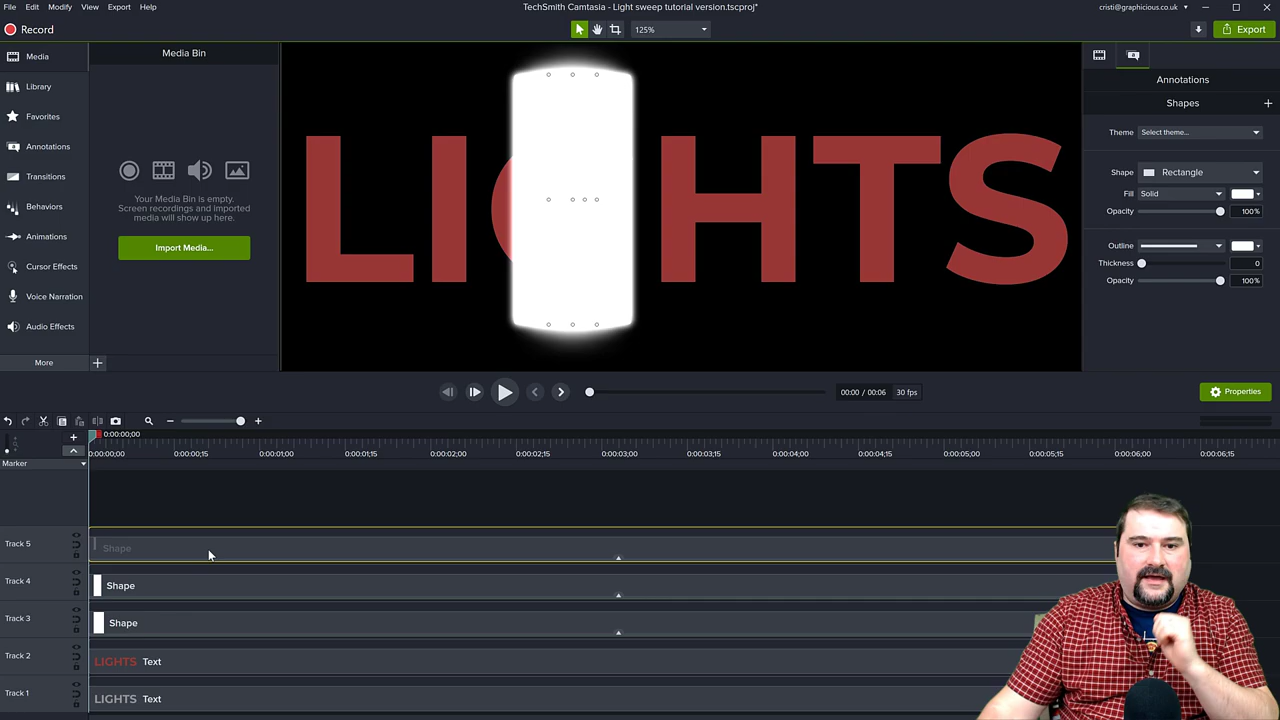 File Edit Modify View Export Help
TechSmith Camtasia - Light sweep tutorial version.tscproj*
cristi@graphicious.co.uk
Record
125%
Export
Media
Library
Favorites
Annotations
Transitions
Behaviors
Animations
Cursor Effects
Voice Narration
Audio Effects
More
Media Bin
Your Media Bin is empty.
Screen recordings and imported
media will show up here.
Import Media...
LIGHTS
Annotations
Shapes
Theme Select theme...
Shape Rectangle
Fill Solid
Opacity 100%
Outline
Thickness 0
Opacity 100%
00:00 / 00:06 30 fps
Properties
0:00:00;00
Marker
0:00:00;00 0:00:00;15 0:00:01;00 0:00:01;15 0:00:02;00 0:00:02;15 0:00:03;00 0:00:04;00 0:00:04;15 0:00:05;00 0:00:05;15 0:00:06;00 0:00:06;15
Track 5 Shape
Track 4 Shape
Track 3 Shape
Track 2 LIGHTS Text
Track 1 LIGHTS Text